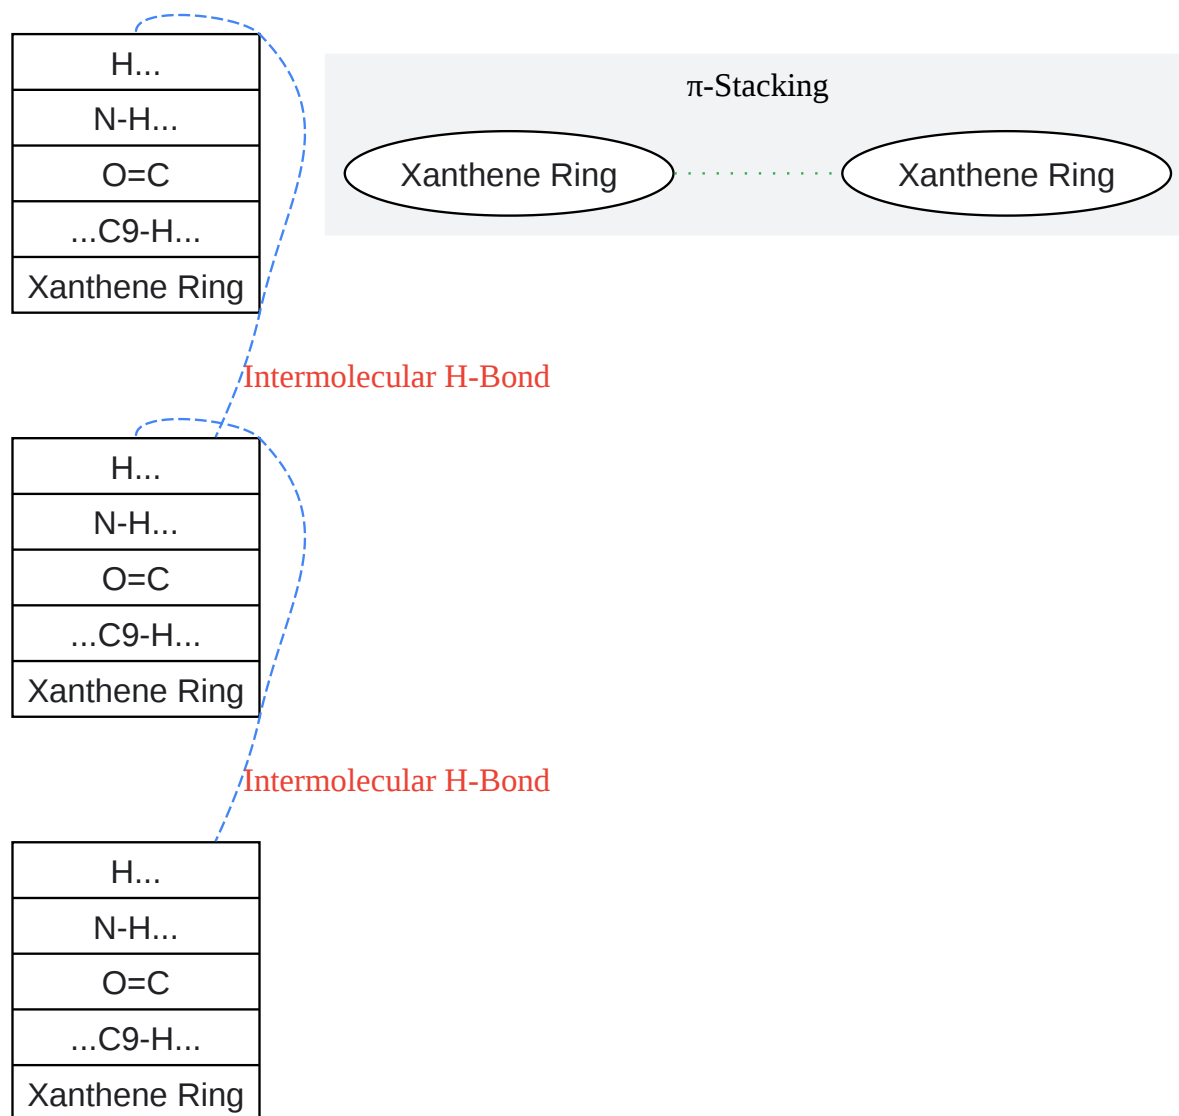 H...
N-H...
O=C
...C9-H...
Xanthene Ring
π-Stacking
Xanthene Ring
Xanthene Ring
Intermolecular H-Bond
H...
N-H...
O=C
...C9-H...
Xanthene Ring
Intermolecular H-Bond
H...
N-H...
O=C
...C9-H...
Xanthene Ring